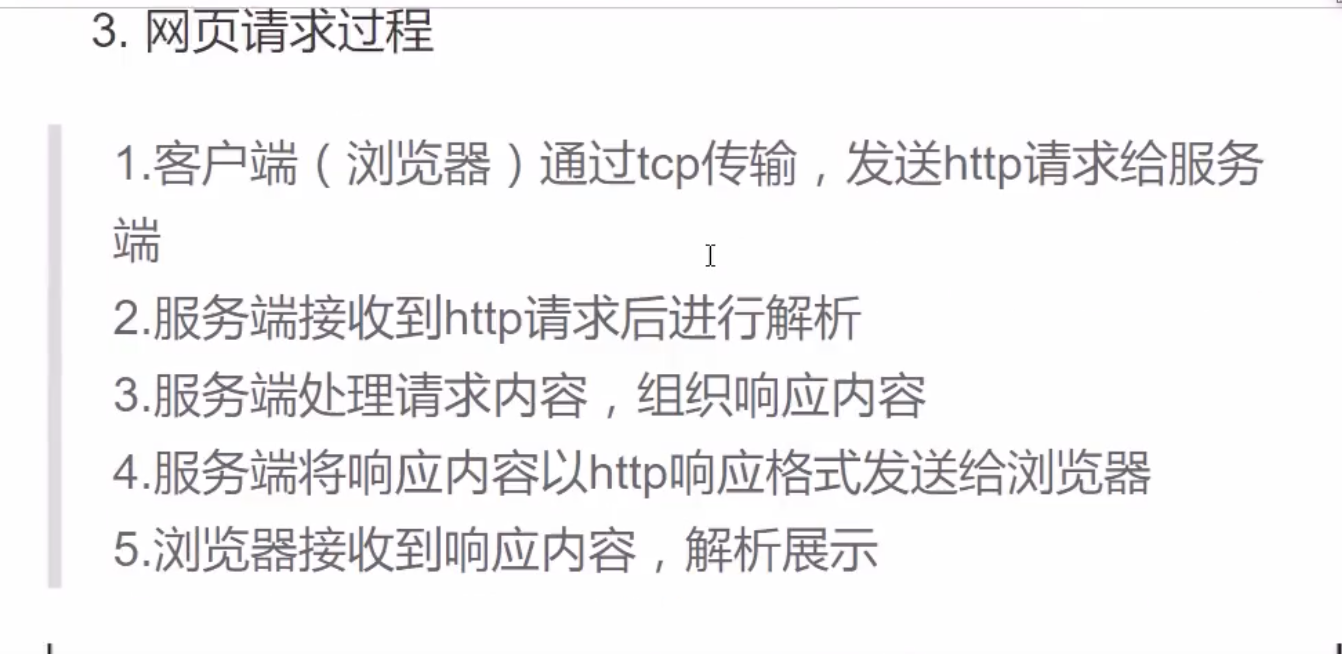 3. 网页请求过程
1.客户端（浏览器）通过tcp传输，发送http请求给服务
端
2.服务端接收到http请求后进行解析
3.服务端处理请求内容，组织响应内容
4.服务端将响应内容以http响应格式发送给浏览器
5.浏览器接收到响应内容，解析展示